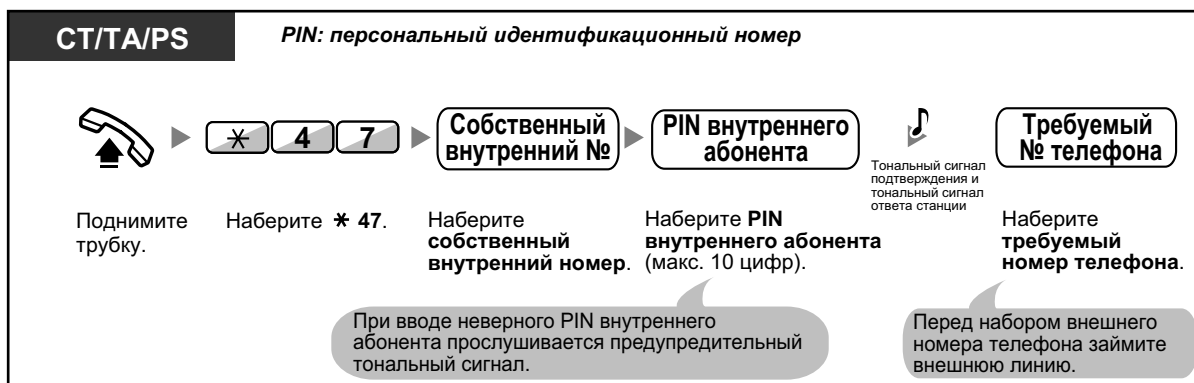 CT/TA/PS
PIN: персональный идентификационный номер
✳ 4 7
Собственный
внутренний №
PIN внутреннего
абонента
Тональный сигнал
подтверждения и
тональный сигнал
ответа станции
Требуемый
№ телефона
Поднимите
трубку.
Наберите ✳ 47.
Наберите
собственный
внутренний номер.
Наберите PIN
внутреннего абонента
(макс. 10 цифр).
Наберите
требуемый
номер телефона.
При вводе неверного PIN внутреннего
абонента прослушивается предупредительный
тональный сигнал.
Перед набором внешнего
номера телефона займите
внешнюю линию.